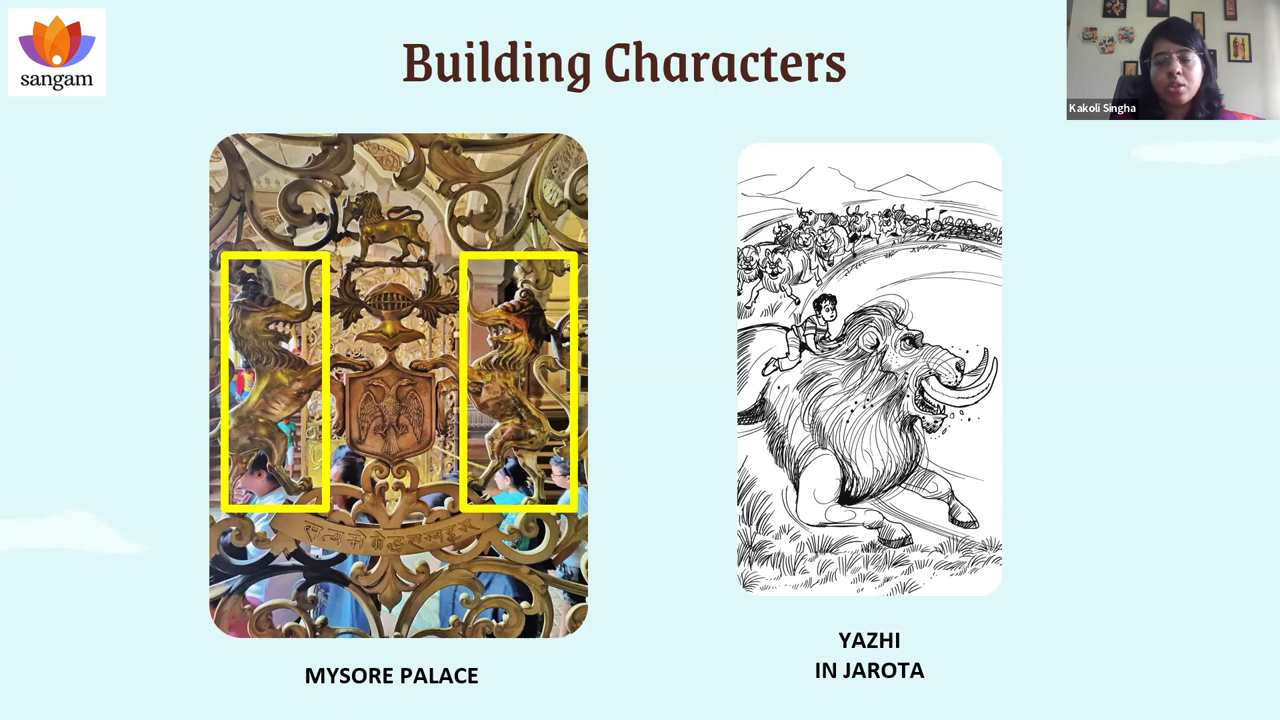 sangam
Building Characters
Kakoli Singha
MYSORE PALACE
YAZHI
IN JAROTA